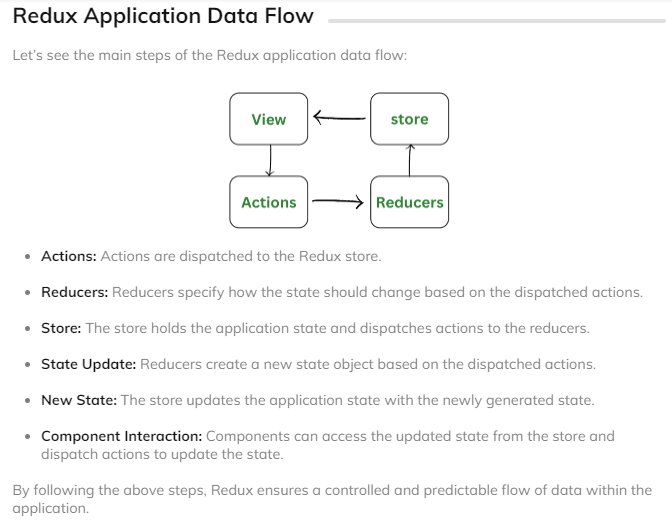 Redux Application Data Flow
Let's see the main steps of the Redux application data flow:
View
store
Actions
Reducers
Actions: Actions are dispatched to the Redux store.
Reducers: Reducers specify how the state should change based on the dispatched actions.
Store: The store holds the application state and dispatches actions to the reducers.
State Update: Reducers create a new state object based on the dispatched actions.
New State: The store updates the application state with the newly generated state.
Component Interaction: Components can access the updated state from the store and
dispatch actions to update the state.
By following the above steps, Redux ensures a controlled and predictable flow of data within the
application.